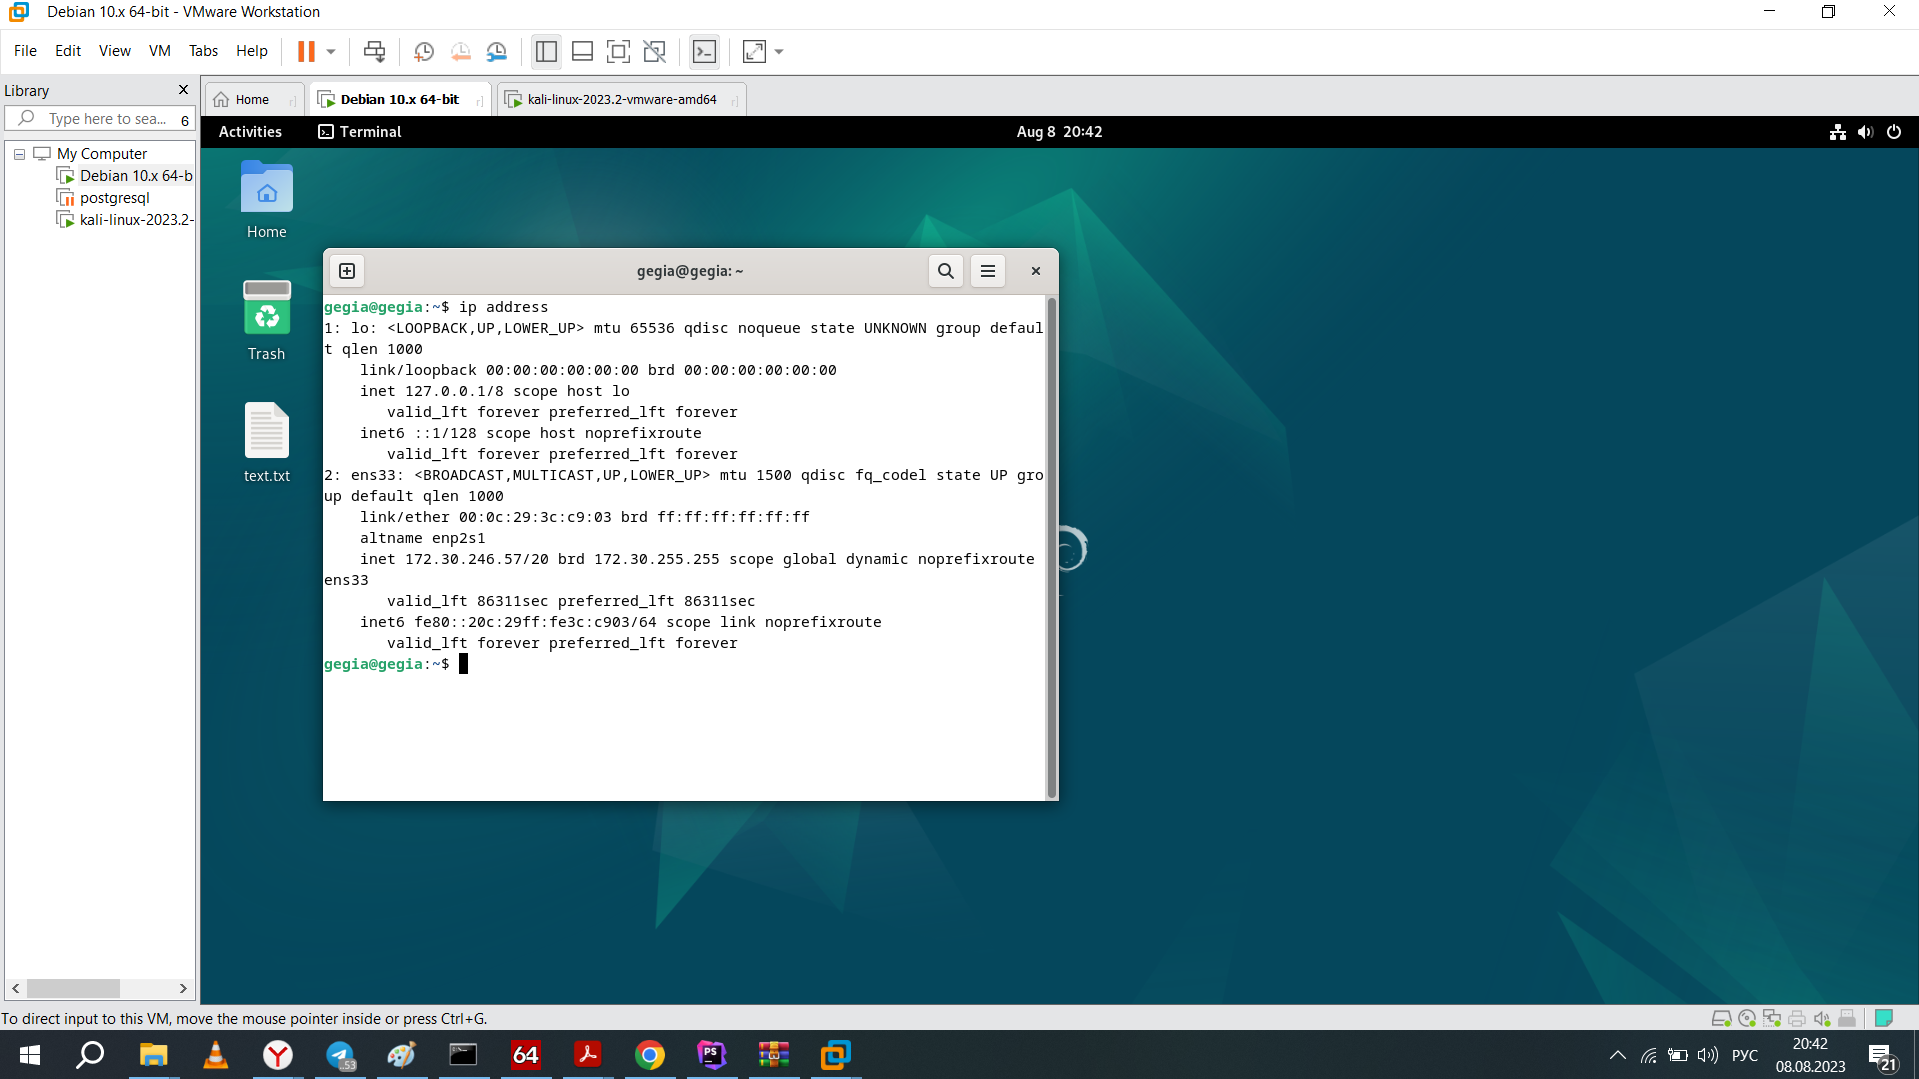 Debian 10.x 64-bit - VMware Workstation
File Edit View VM Tabs Help
Library
Type here to sea...
My Computer
Debian 10.x 64-b
postgresql
kali-linux-2023.2-
Home
Debian 10.x 64-bit
kali-linux-2023.2-vmware-amd64
Activities
Terminal
Aug 8 20:42
Home
Trash
text.txt
gegia@gegia: ~
gegia@gegia:~$ ip address
1: lo: <LOOPBACK,UP,LOWER_UP> mtu 65536 qdisc noqueue state UNKNOWN group defaul
t qlen 1000
link/loopback 00:00:00:00:00:00 brd 00:00:00:00:00:00
inet 127.0.0.1/8 scope host lo
valid_lft forever preferred_lft forever
inet6 ::1/128 scope host noprefixroute
valid_lft forever preferred_lft forever
2: ens33: <BROADCAST,MULTICAST,UP,LOWER_UP> mtu 1500 qdisc fq_codel state UP gro
up default qlen 1000
link/ether 00:0c:29:3c:c9:03 brd ff:ff:ff:ff:ff:ff
altname enp2s1
inet 172.30.246.57/20 brd 172.30.255.255 scope global dynamic noprefixroute
ens33
valid_lft 86311sec preferred_lft 86311sec
inet6 fe80::20c:29ff:fe3c:c903/64 scope link noprefixroute
valid_lft forever preferred_lft forever
gegia@gegia:~$
To direct input to this VM, move the mouse pointer inside or press Ctrl+G.
..53
64
PS
РУС
20:42
08.08.2023
21